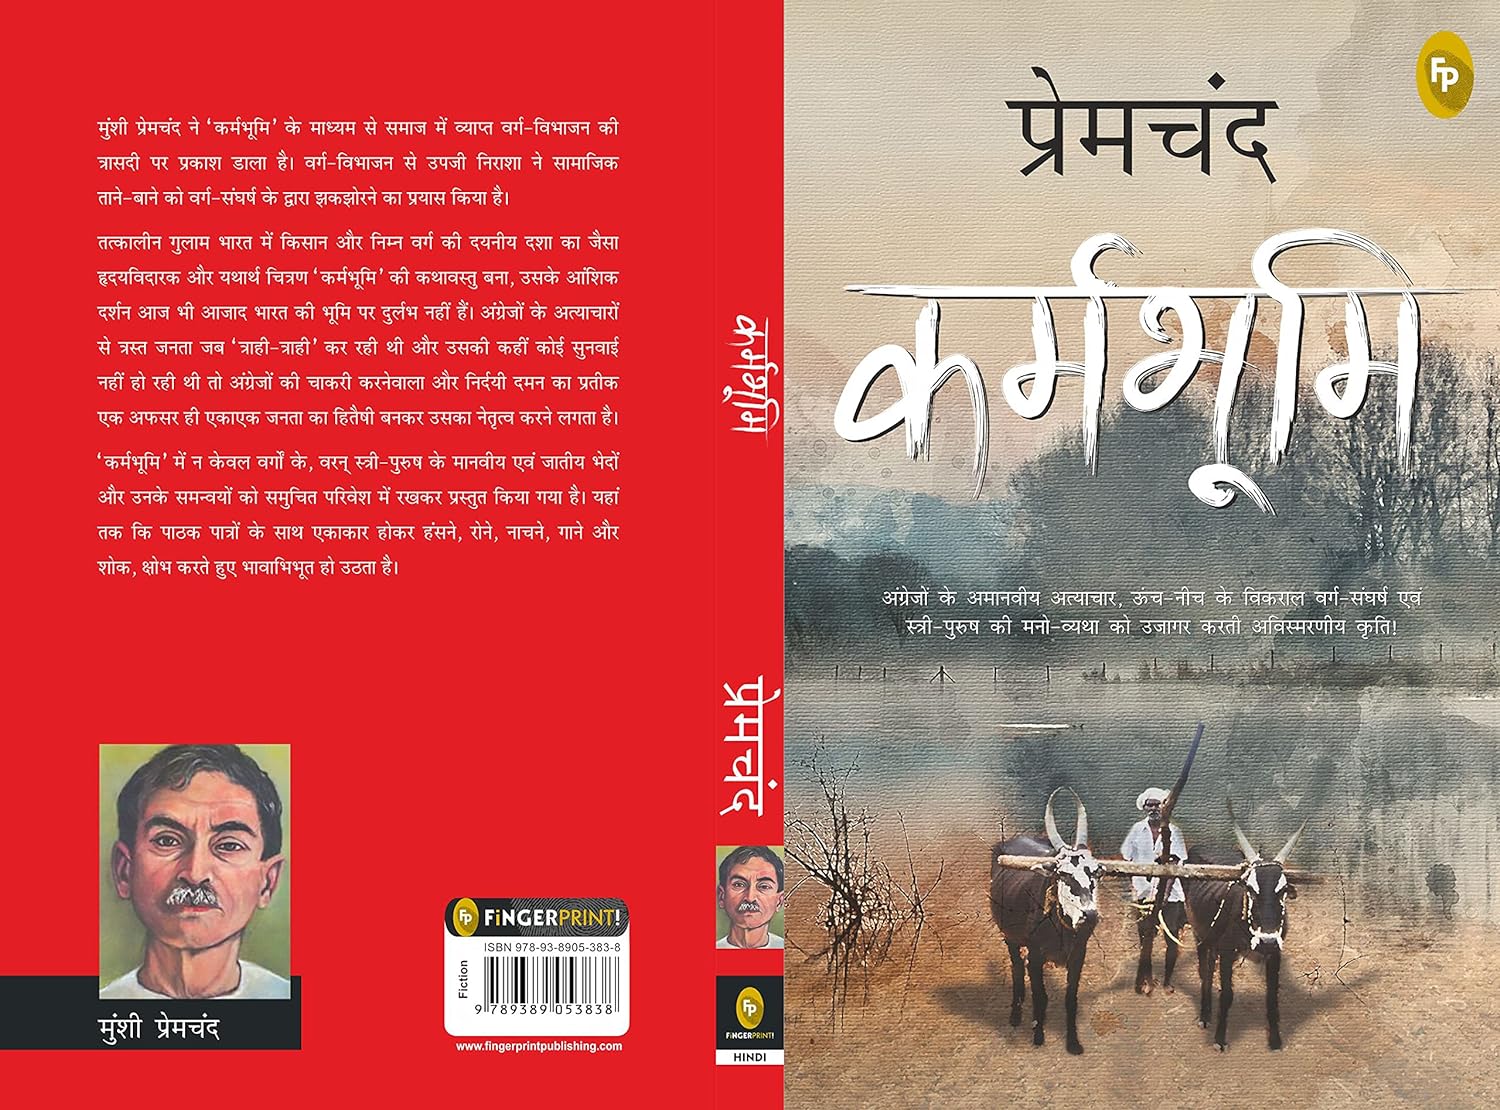 मुंशी प्रेमचंद ने ‘कर्मभूमि’ के माध्यम से समाज में व्याप्त वर्ग-विभाजन की
त्रासदी पर प्रकाश डाला है। वर्ग-विभाजन से उपजी निराशा ने सामाजिक
ताने-बाने को वर्ग-संघर्ष के द्वारा झकझोरने का प्रयास किया है।
तत्कालीन गुलाम भारत में किसान और निम्न वर्ग की दयनीय दशा का जैसा
हृदयविदारक और यथार्थ चित्रण ‘कर्मभूमि’ की कथावस्तु बना, उसके आंशिक
दर्शन आज भी आजाद भारत की भूमि पर दुर्लभ नहीं हैं। अंग्रेजों के अत्याचारों
से त्रस्त जनता जब ‘त्राही-त्राही’ कर रही थी और उसकी कहीं कोई सुनवाई
नहीं हो रही थी तो अंग्रेजों की चाकरी करनेवाला और निर्दयी दमन का प्रतीक
एक अफसर ही एकाएक जनता का हितैषी बनकर उसका नेतृत्व करने लगता है।
‘कर्मभूमि’ में न केवल वर्गों के, वरन् स्त्री-पुरुष के मानवीय एवं जातीय भेदों
और उनके समन्वयों को समुचित परिवेश में रखकर प्रस्तुत किया गया है। यहां
तक कि पाठक पात्रों के साथ एकाकार होकर हंसने, रोने, नाचने, गाने और
शोक, क्षोभ करते हुए भावाभिभूत हो उठता है।
मुंशी प्रेमचंद
FP FiNGERPRINT!
ISBN 978-93-8905-383-8
Fiction
9 789389 053838
www.fingerprintpublishing.com
कर्मभूमि
प्रेमचंद
FP
FiNGERPRINT!
HINDI
FP
प्रेमचंद
कर्मभूमि
अंग्रेजों के अमानवीय अत्याचार, ऊंच-नीच के विकराल वर्ग-संघर्ष एवं
स्त्री-पुरुष की मनो-व्यथा को उजागर करती अविस्मरणीय कृति!